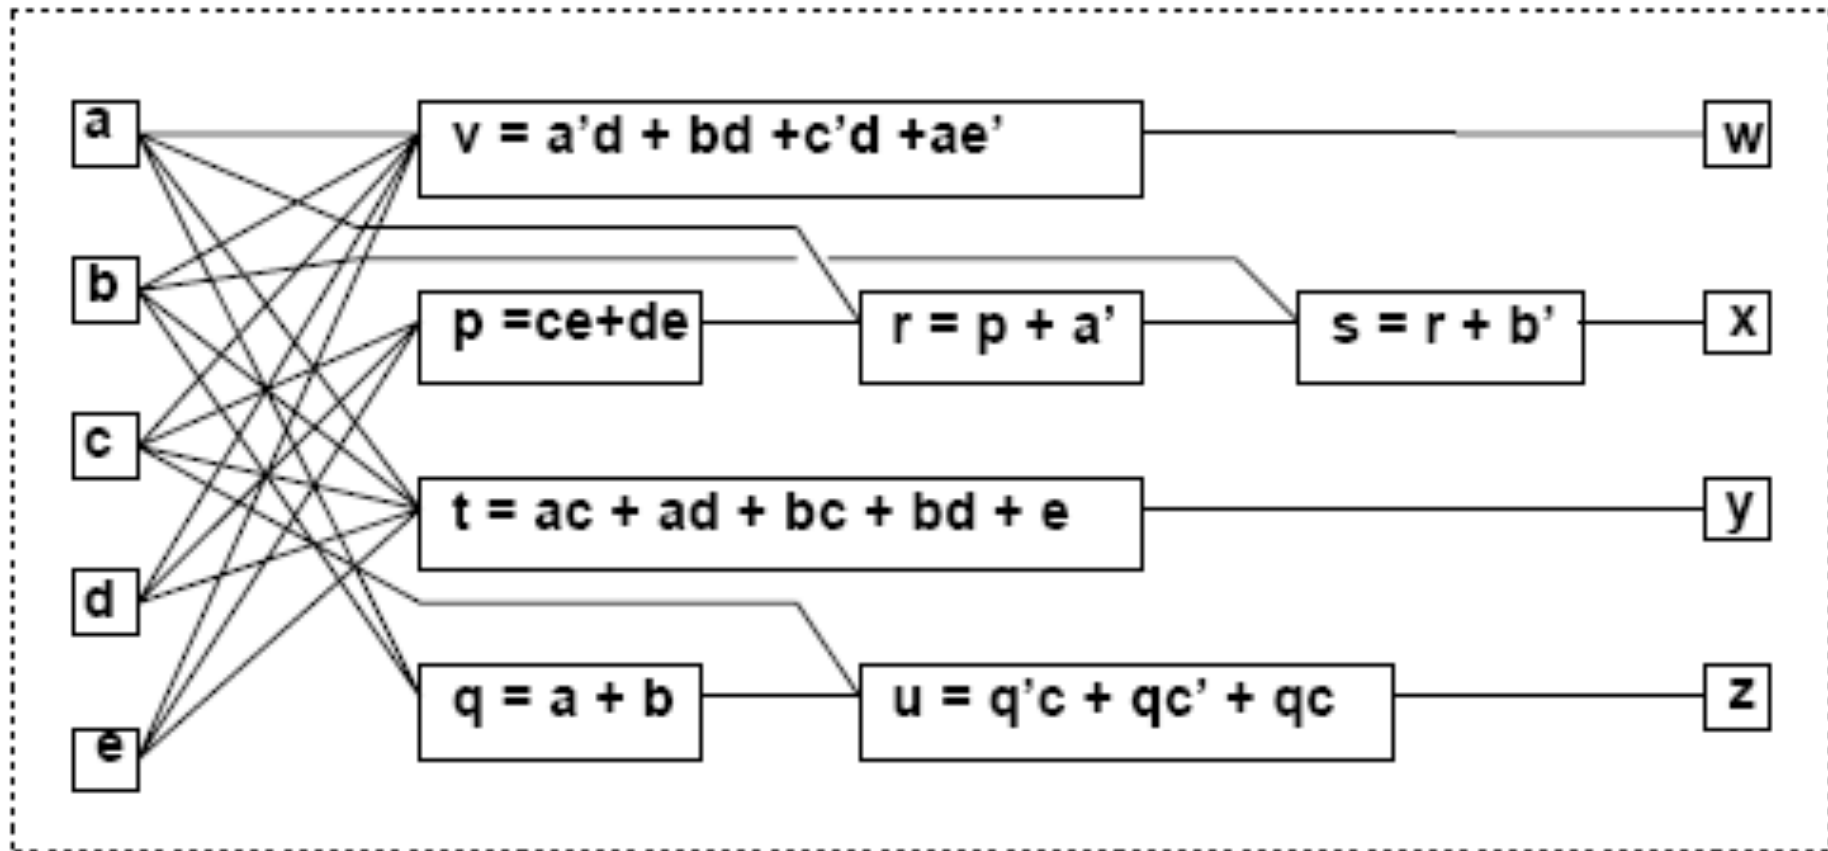 a
v = a’d + bd +c’d +ae’
w
b
p =ce+de
r = p + a’
s = r + b’
x
c
t = ac + ad + bc + bd + e
y
d
q = a + b
u = q’c + qc’ + qc
z
e